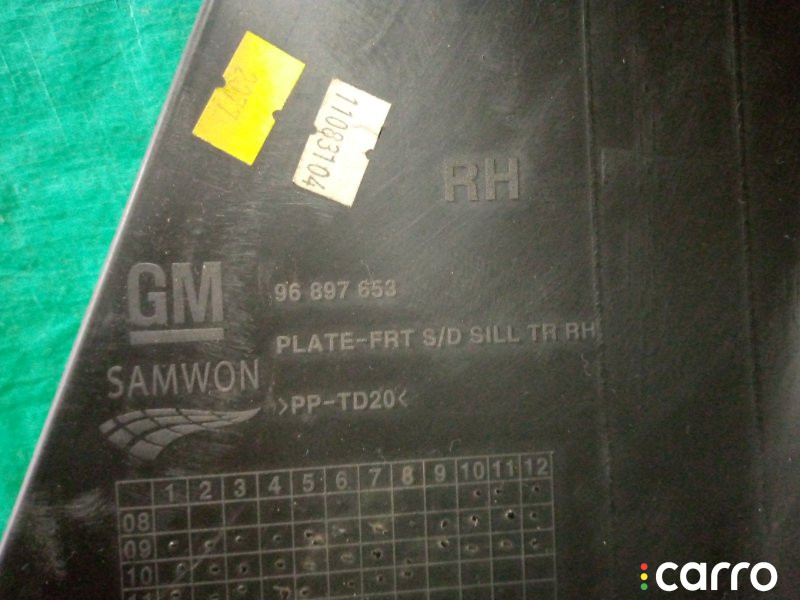 2077
11083104
RH
GM
96 897 653
PLATE-FRT S/D SILL TR RH
SAMWON
>PP-TD20<
1 2 3 4 5 6 7 8 9 10 11 12
08
09
10
11
carro